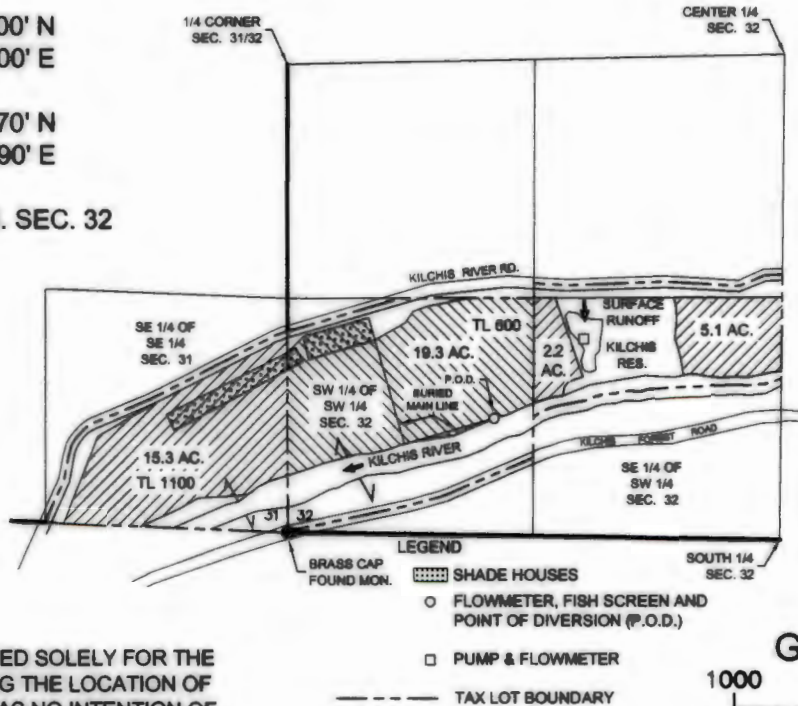 00' N
00' E
70' N
90' E
. SEC. 32
1/4 CORNER
SEC. 31/32
CENTER 1/4
SEC. 32
KILCHIS RIVER RD.
SE 1/4 OF
SE 1/4
SEC. 31
SW 1/4 OF
SW 1/4
SEC. 32
TL 600
19.3 AC.
P.O.D.
BURIED
MAIN LINE
2.2
AC.
SURFACE
RUNOFF
KILCHIS
RES.
5.1 AC.
15.3 AC.
TL 1100
KILCHIS RIVER
KILCHIS FOREST ROAD
SE 1/4 OF
SW 1/4
SEC. 32
31 32
BRASS CAP
FOUND MON.
SOUTH 1/4
SEC. 32
LEGEND
SHADE HOUSES
FLOWMETER, FISH SCREEN AND
POINT OF DIVERSION (P.O.D.)
PUMP & FLOWMETER
TAX LOT BOUNDARY
ED SOLELY FOR THE
G THE LOCATION OF
AS NO INTENTION OF
G
1000